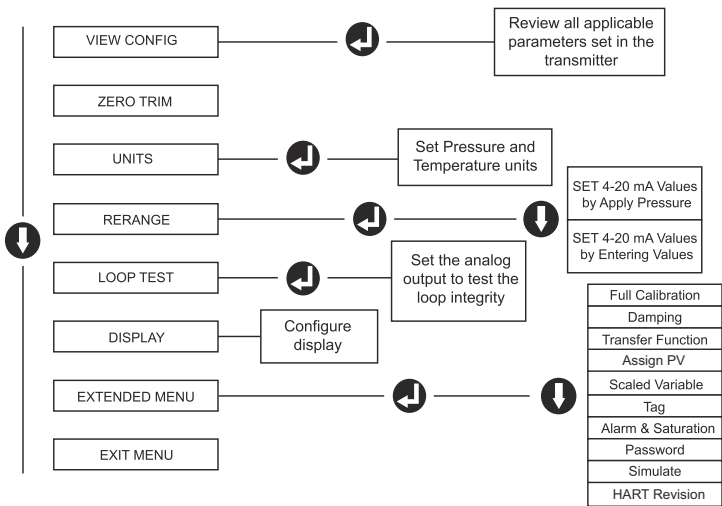 VIEW CONFIG
Review all applicable
parameters set in the
transmitter
ZERO TRIM
UNITS
Set Pressure and
Temperature units
RERANGE
SET 4-20 mA Values
by Apply Pressure
SET 4-20 mA Values
by Entering Values
LOOP TEST
Set the analog
output to test the
loop integrity
DISPLAY
Configure
display
EXTENDED MENU
Full Calibration
Damping
Transfer Function
Assign PV
Scaled Variable
Tag
Alarm & Saturation
Password
Simulate
HART Revision
EXIT MENU